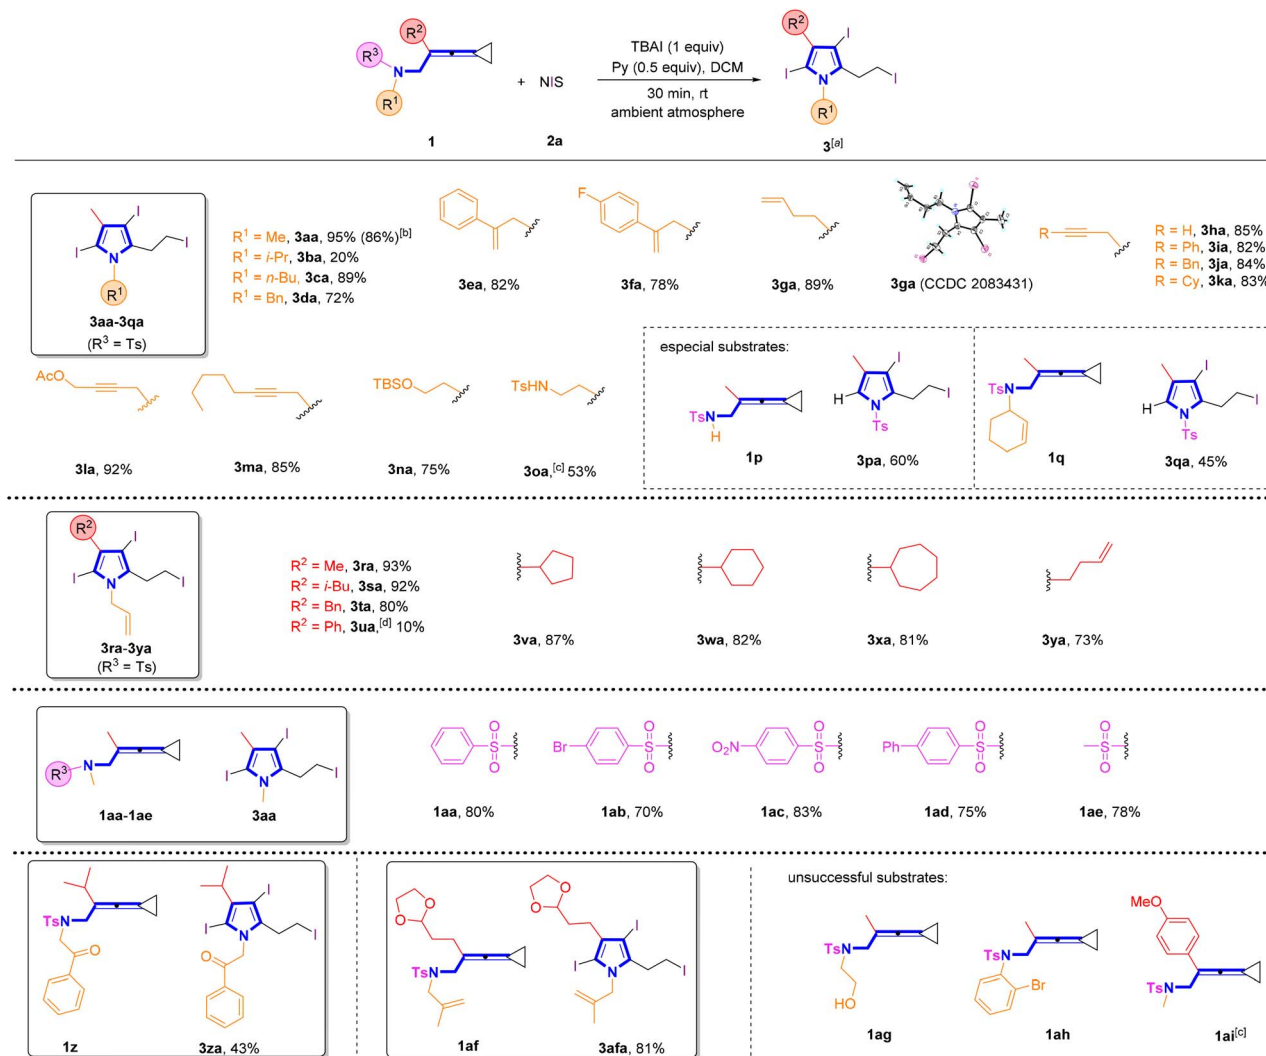 R² R³ N R¹
1
+
NIS
2a
TBAI (1 equiv)
Py (0.5 equiv), DCM
30 min, rt
ambient atmosphere
R² I I N I R¹
3[a]
I I N I R¹
3aa-3qa
(R³ = Ts)
R¹ = Me, 3aa, 95% (86%)[b]
R¹ = i-Pr, 3ba, 20%
R¹ = n-Bu, 3ca, 89%
R¹ = Bn, 3da, 72%
3ea, 82%
F
3fa, 78%
3ga, 89%
3ga (CCDC 2083431)
R
R = H, 3ha, 85%
R = Ph, 3ia, 82%
R = Bn, 3ja, 84%
R = Cy, 3ka, 83%
AcO
3la, 92%
3ma, 85%
TBSO
3na, 75%
TsHN
3oa,[c] 53%
especial substrates:
TsN
H
1p
I H N I
Ts
3pa, 60%
TsN
1q
I H N I
Ts
3qa, 45%
R² I I N I
3ra-3ya
(R³ = Ts)
R² = Me, 3ra, 93%
R² = i-Bu, 3sa, 92%
R² = Bn, 3ta, 80%
R² = Ph, 3ua,[d] 10%
3va, 87%
3wa, 82%
3xa, 81%
3ya, 73%
R³ N
1aa-1ae
I I N I
3aa
O S O
1aa, 80%
Br O S O
1ab, 70%
O₂N O S O
1ac, 83%
Ph O S O
1ad, 75%
O S O
1ae, 78%
TsN
O
1z
I I N I
O
3za, 43%
O O
Ts N
1af
O O
I I N I
3afa, 81%
unsuccessful substrates:
TsN
HO
1ag
Ts N
Br
1ah
MeO
TsN
1ai[c]